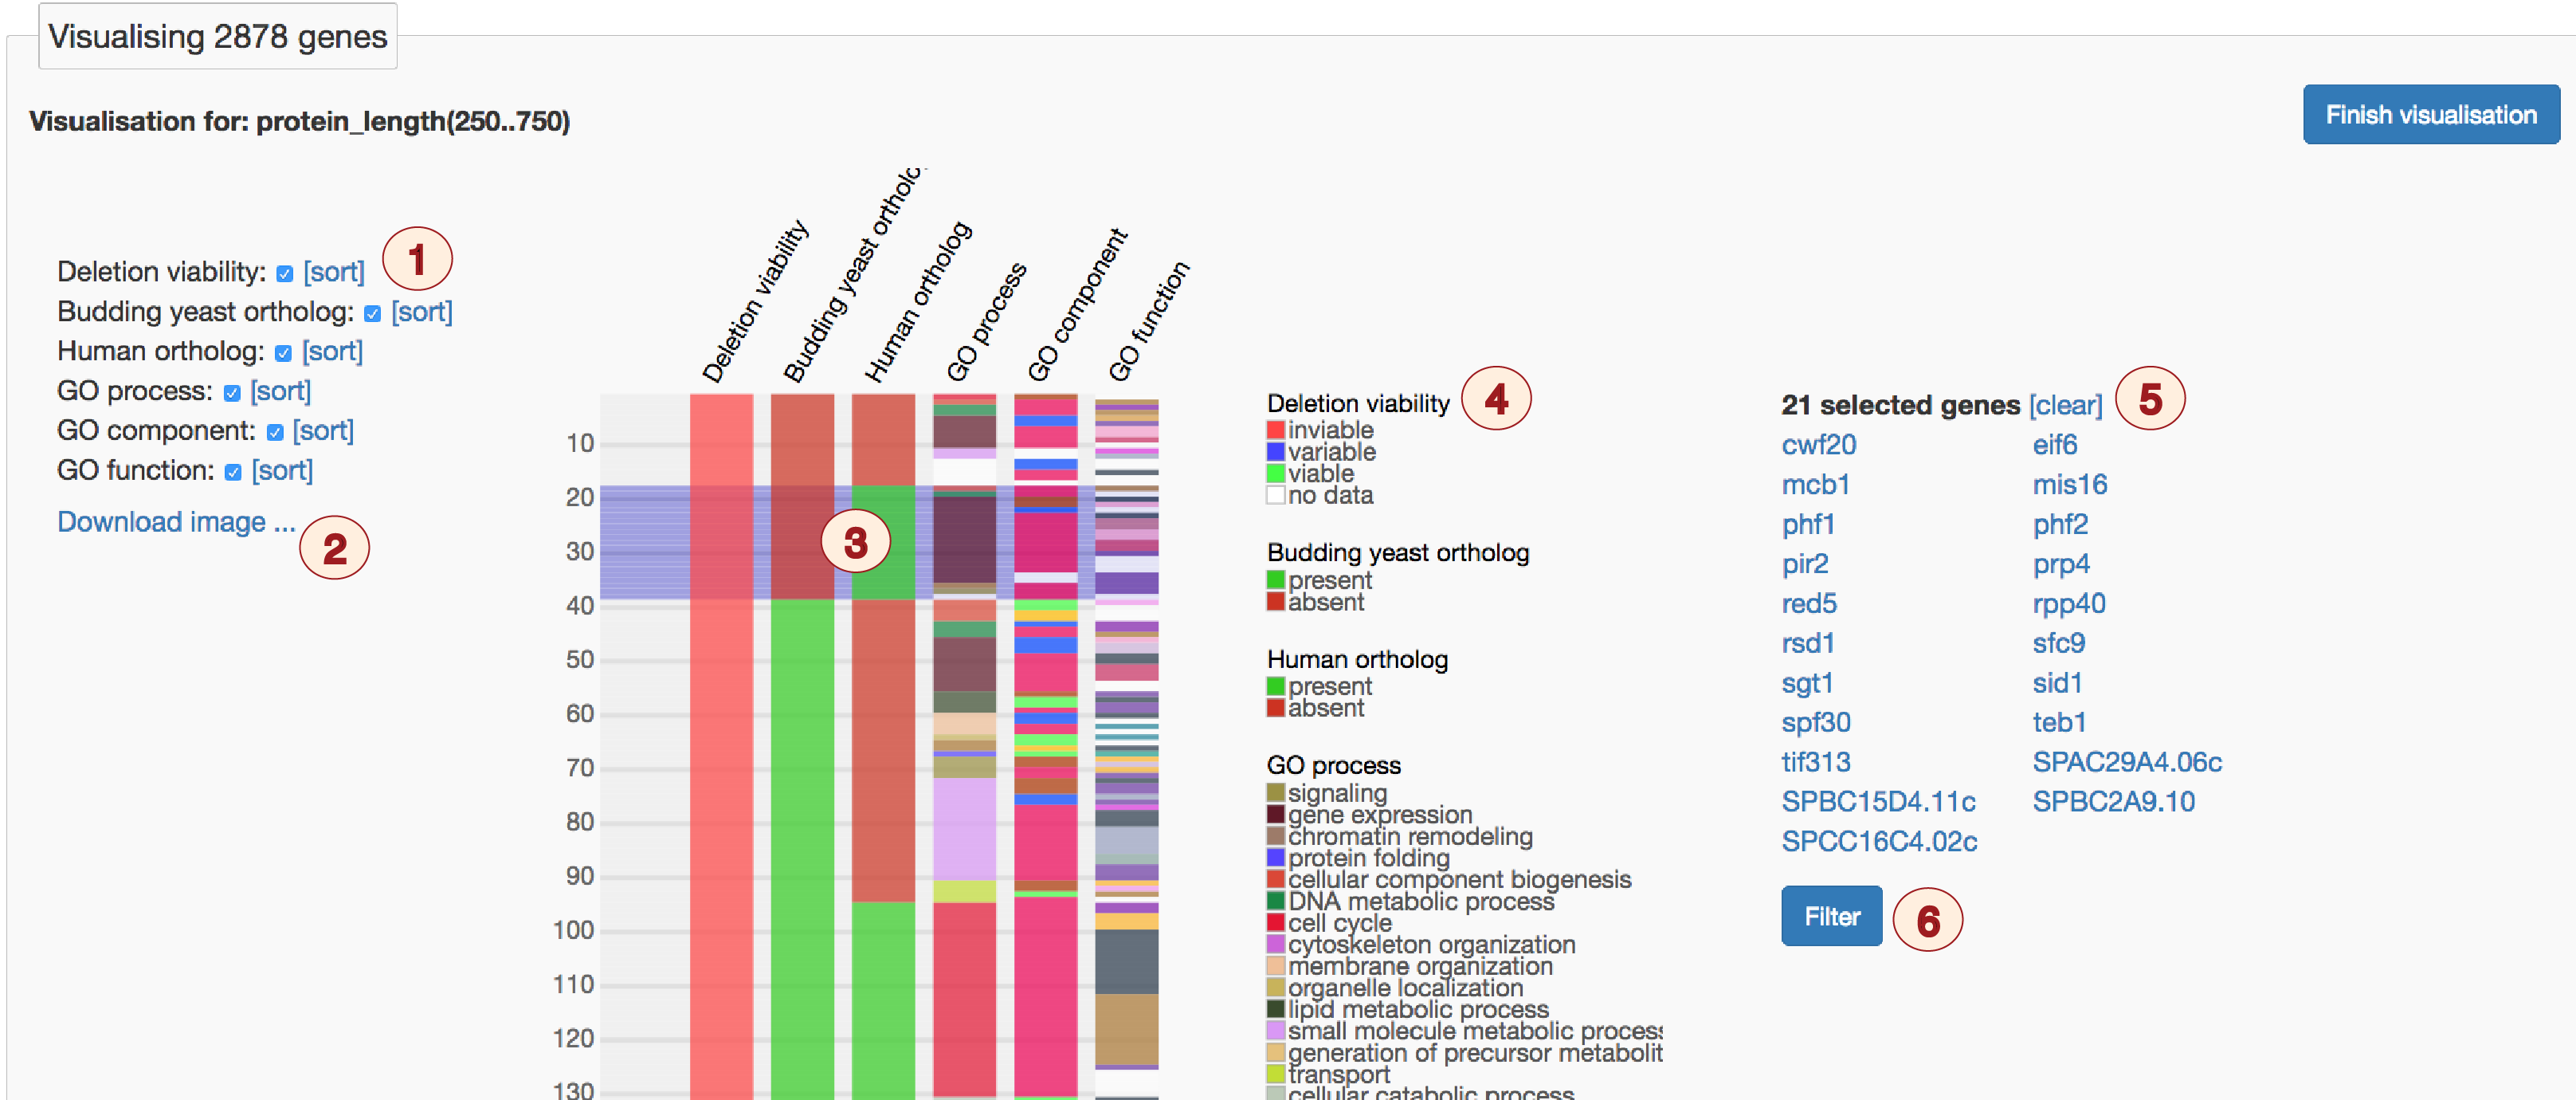 Visualising 2878 genes
Visualisation for: protein_length(250..750)
Finish visualisation
Deletion viability: [sort]
1
Budding yeast ortholog: [sort]
Human ortholog: [sort]
GO process: [sort]
GO component: [sort]
GO function: [sort]
Download image ...
2
Deletion viability
Budding yeast ortholo
Human ortholog
GO process
GO component
GO function
10
20
30
40
50
60
70
80
90
100
110
120
130
3
Deletion viability
4
inviable
variable
viable
no data
Budding yeast ortholog
present
absent
Human ortholog
present
absent
GO process
signaling
gene expression
chromatin remodeling
protein folding
cellular component biogenesis
DNA metabolic process
cell cycle
cytoskeleton organization
membrane organization
organelle localization
lipid metabolic process
small molecule metabolic process
generation of precursor metabolit
transport
cellular catabolic process
21 selected genes [clear]
5
cwf20 eif6
mcb1 mis16
phf1 phf2
pir2 prp4
red5 rpp40
rsd1 sfc9
sgt1 sid1
spf30 teb1
tif313 SPAC29A4.06c
SPBC15D4.11c SPBC2A9.10
SPCC16C4.02c
Filter
6